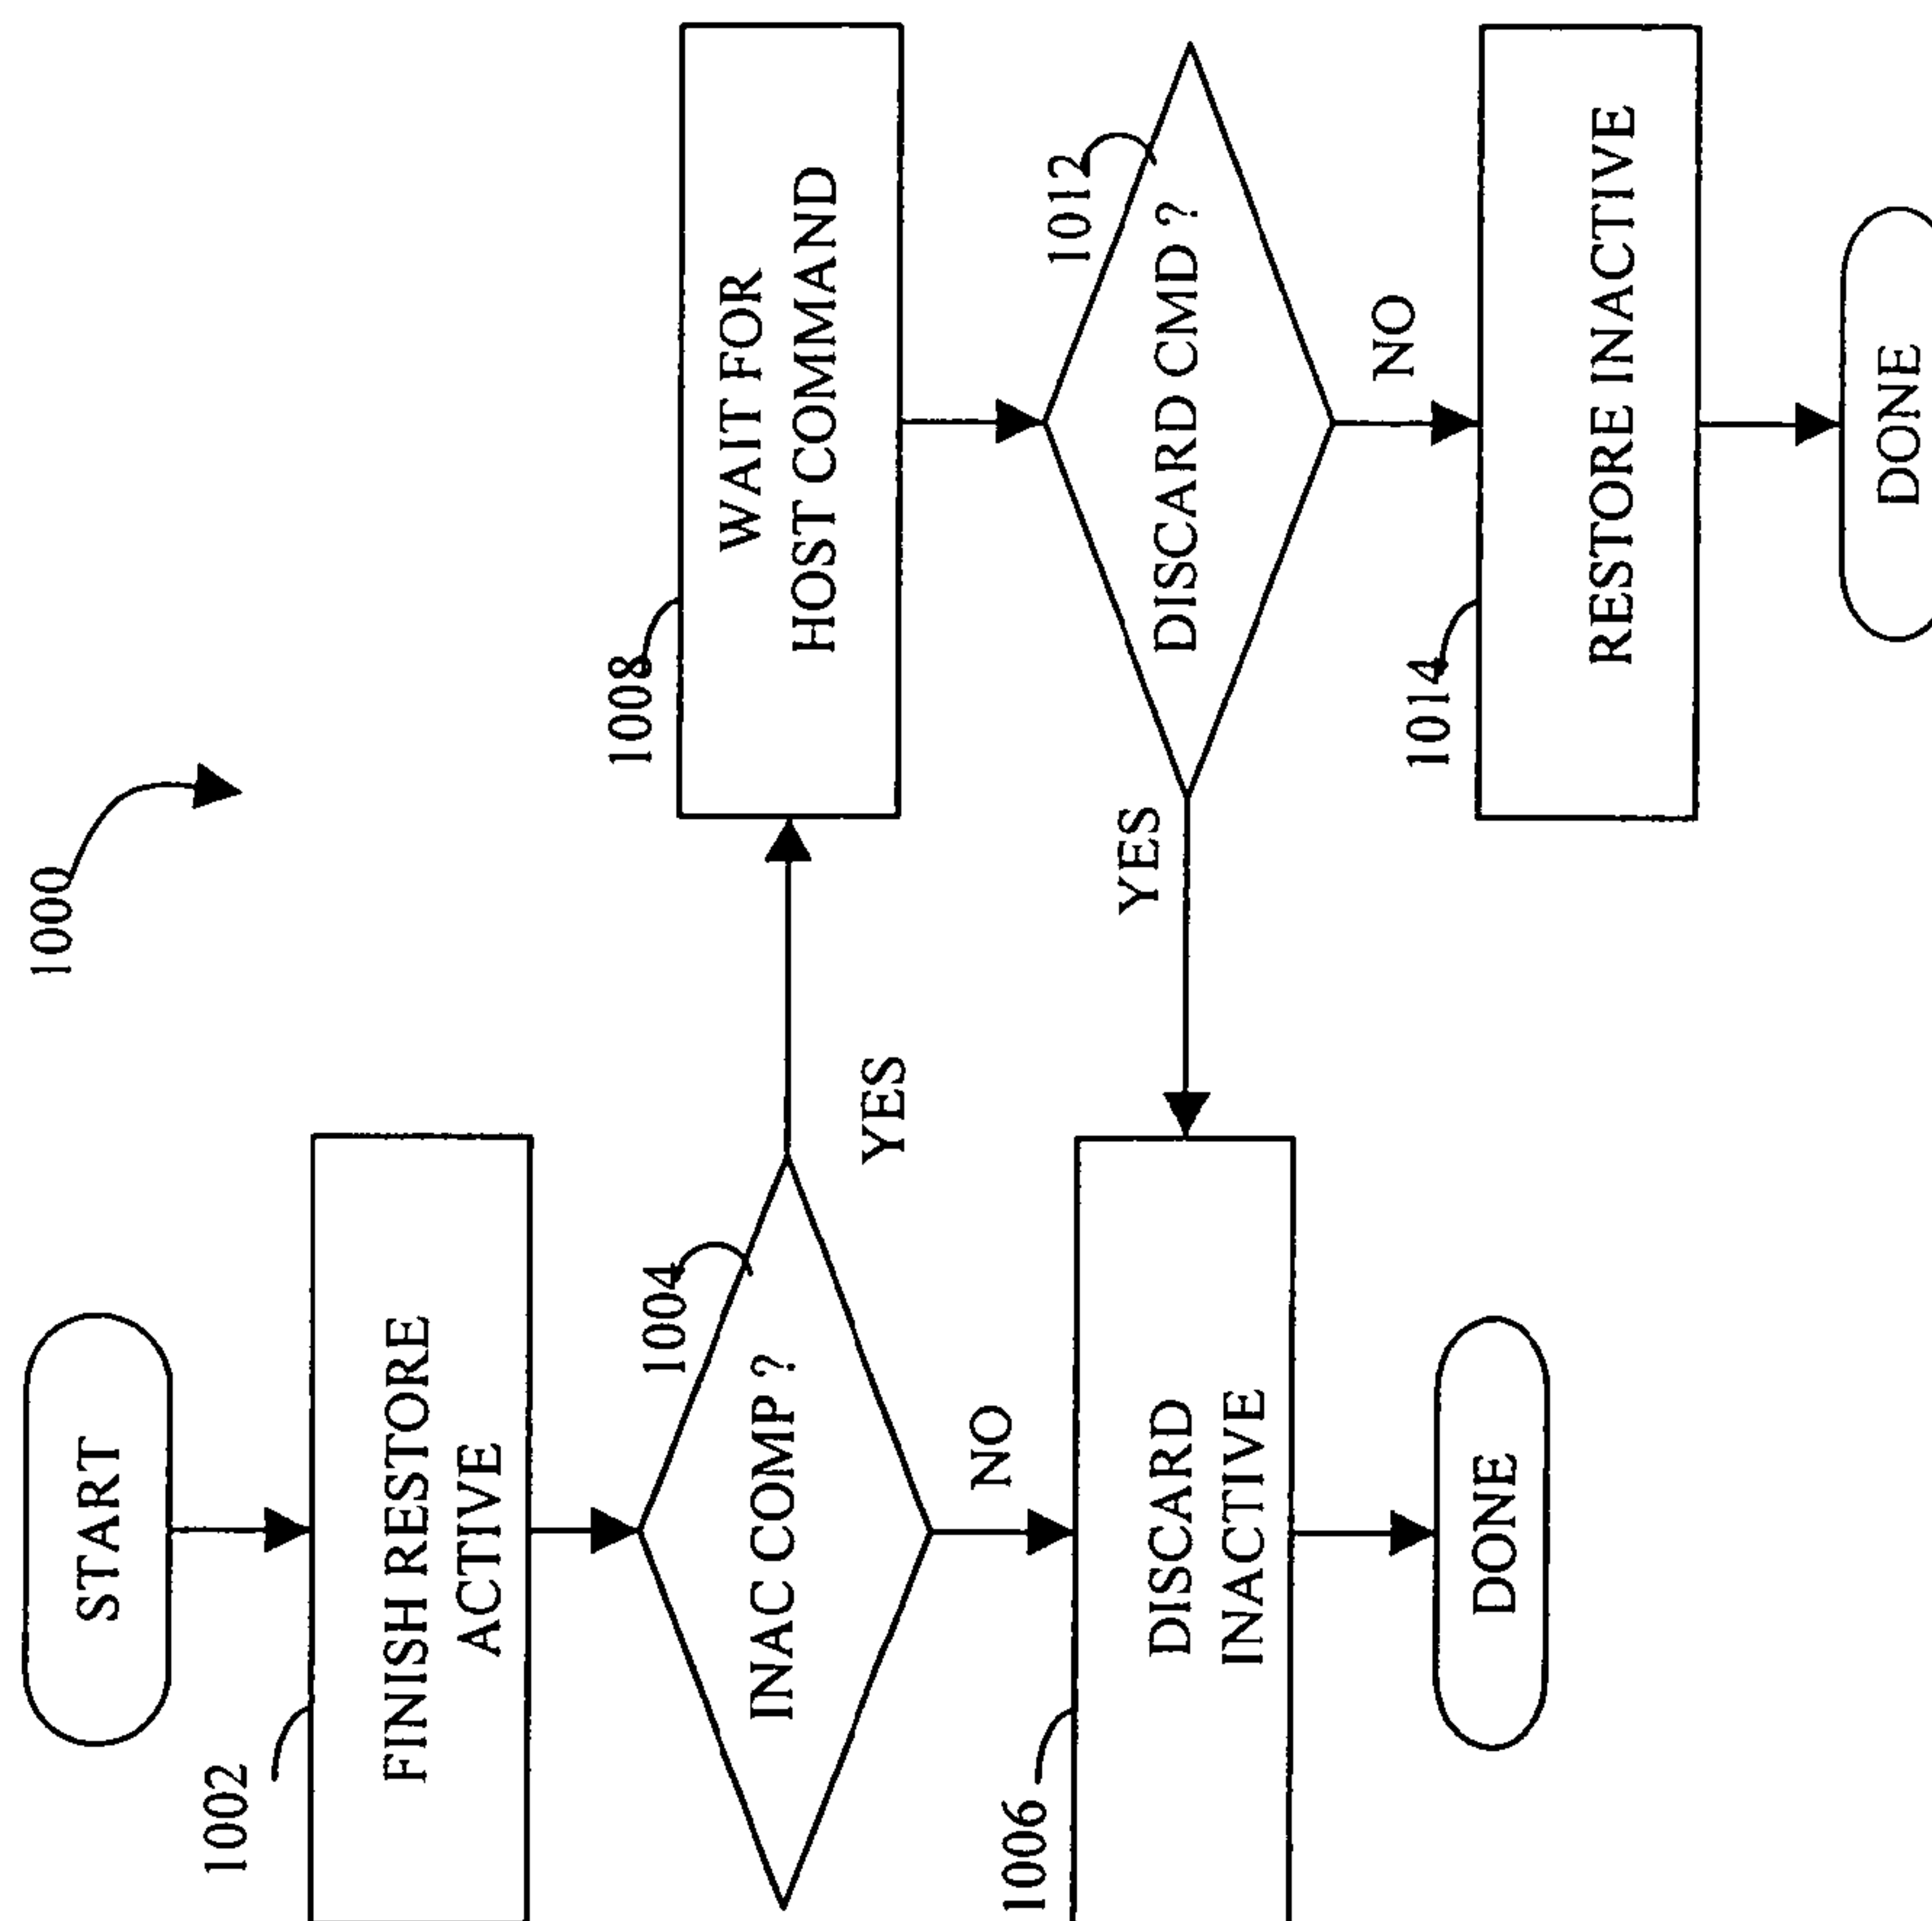 1000
START
1002
FINISH RESTORE
ACTIVE
1004
INAC COMP ?
YES
NO
1006
DISCARD
INACTIVE
DONE
1008
WAIT FOR
HOST COMMAND
1012
DISCARD CMD ?
YES
NO
1014
RESTORE INACTIVE
DONE